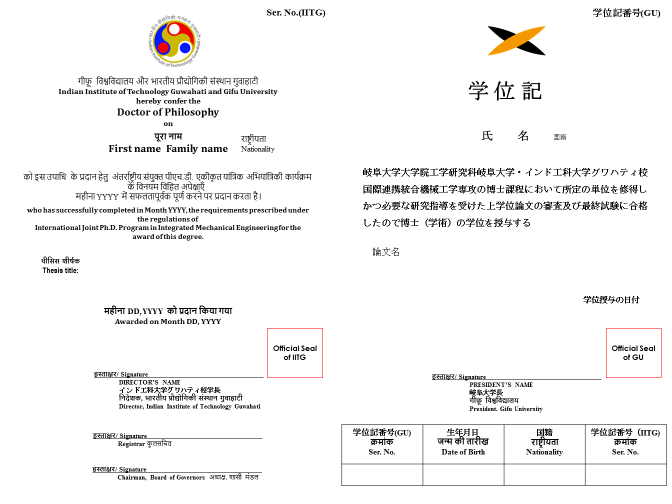 Ser. No.(IITG)
गीफू विश्वविद्यालय और भारतीय प्रौद्योगिकी संस्थान गुवाहाटी
Indian Institute of Technology Guwahati and Gifu University
hereby confer the
Doctor of Philosophy
on
पूरा नाम
First name Family name
राष्ट्रीयता
Nationality
को इस उपाधि के प्रदान हेतु अंतर्राष्ट्रीय संयुक्त पीएच.डी. एकीकृत यांत्रिक अभियांत्रिकी कार्यक्रम
के विनियम विहित अपेक्षाएँ
महीना YYYY में सफलतापूर्वक पूर्ण करने पर प्रदान करता है।
who has successfully completed in Month YYYY, the requirements prescribed under
the regulations of
International Joint Ph.D. Program in Integrated Mechanical Engineering for the
award of this degree.
थीसिस शीर्षक
Thesis title:
महीना DD,YYYY को प्रदान किया गया
Awarded on Month DD, YYYY
Official Seal
of IITG
हस्ताक्षर/ Signature
DIRECTOR'S NAME
インド工科大学グワハティ校学長
निदेशक, भारतीय प्रौद्योगिकी संस्थान गुवाहाटी
Director, Indian Institute of Technology Guwahati
हस्ताक्षर/ Signature
Registrar कुलसचिव
हस्ताक्षर/ Signature
Chairman, Board of Governors अध्यक्ष, शासी मंडल
学位記番号(GU)
学位記
氏 名
国籍
岐阜大学大学院工学研究科岐阜大学・インド工科大学グワハティ校
国際連携統合機械工学専攻の博士課程において所定の単位を修得し
かつ必要な研究指導を受けた上学位論文の審査及び最終試験に合格
したので博士（学術）の学位を授与する
論文名
学位授与の日付
Official Seal
of GU
हस्ताक्षर/ Signature
PRESIDENT'S NAME
岐阜大学長
गीफू विश्वविद्यालय
President, Gifu University
学位記番号(GU) 生年月日 国籍 学位記番号（IITG）
क्रमांक जन्म की तारीख राष्ट्रीयता क्रमांक
Ser. No. Date of Birth Nationality Ser. No.